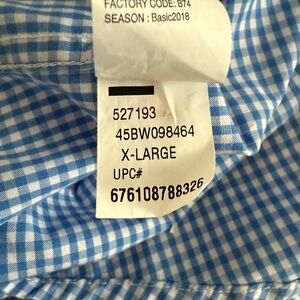 FACTORY CODE: B74
SEASON : Basic2018
527193
45BW098464
X-LARGE
UPC#
676108788326